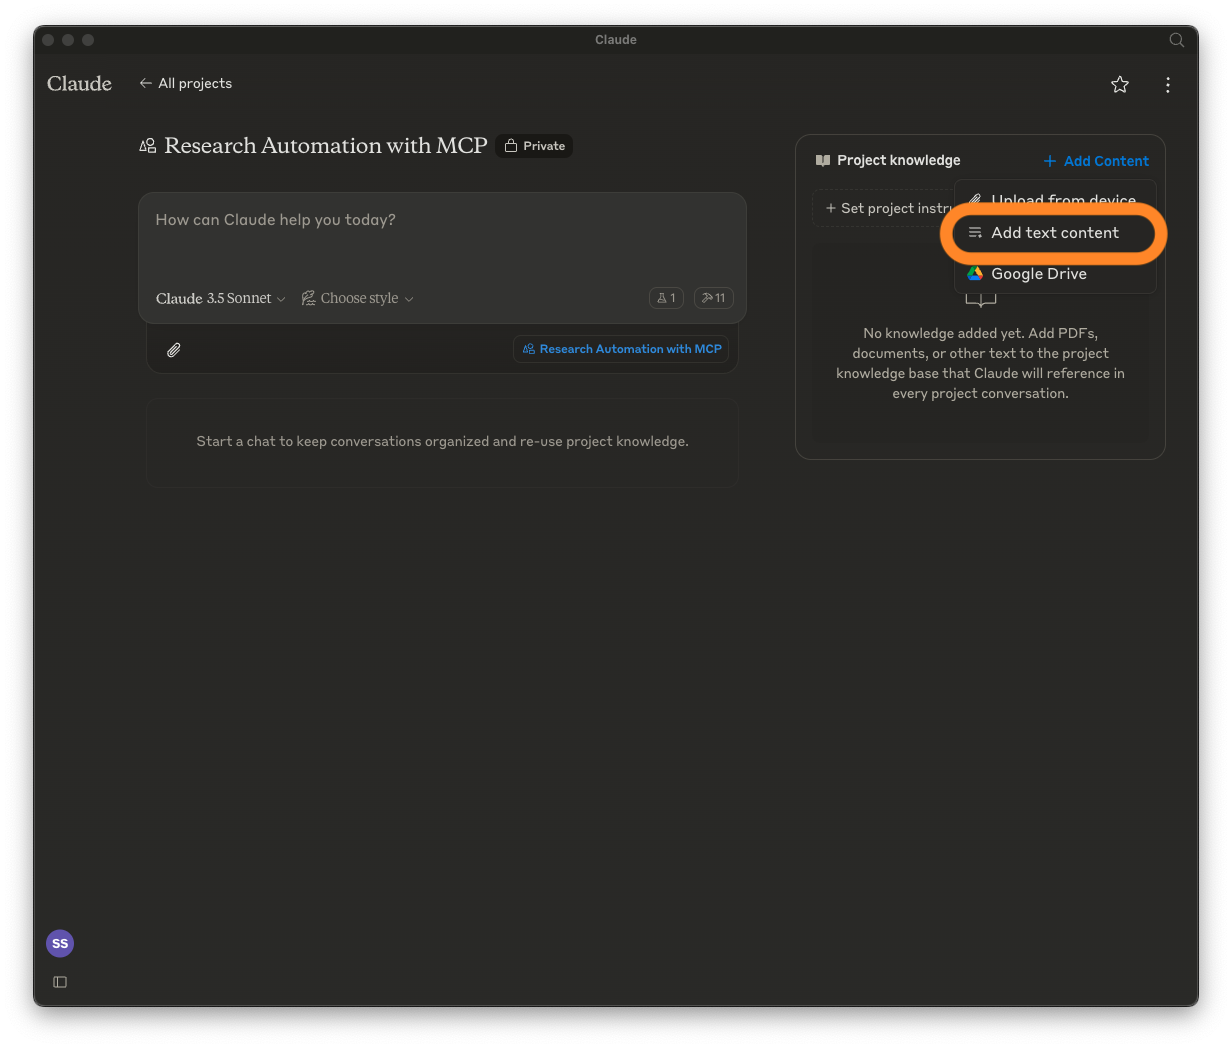 Claude
Claude
← All projects
Research Automation with MCP
Private
How can Claude help you today?
Claude 3.5 Sonnet
Choose style
1
11
Research Automation with MCP
Start a chat to keep conversations organized and re-use project knowledge.
Project knowledge
+ Add Content
+ Set project instru
Upload from device
Add text content
Google Drive
No knowledge added yet. Add PDFs,
documents, or other text to the project
knowledge base that Claude will reference in
every project conversation.
SS